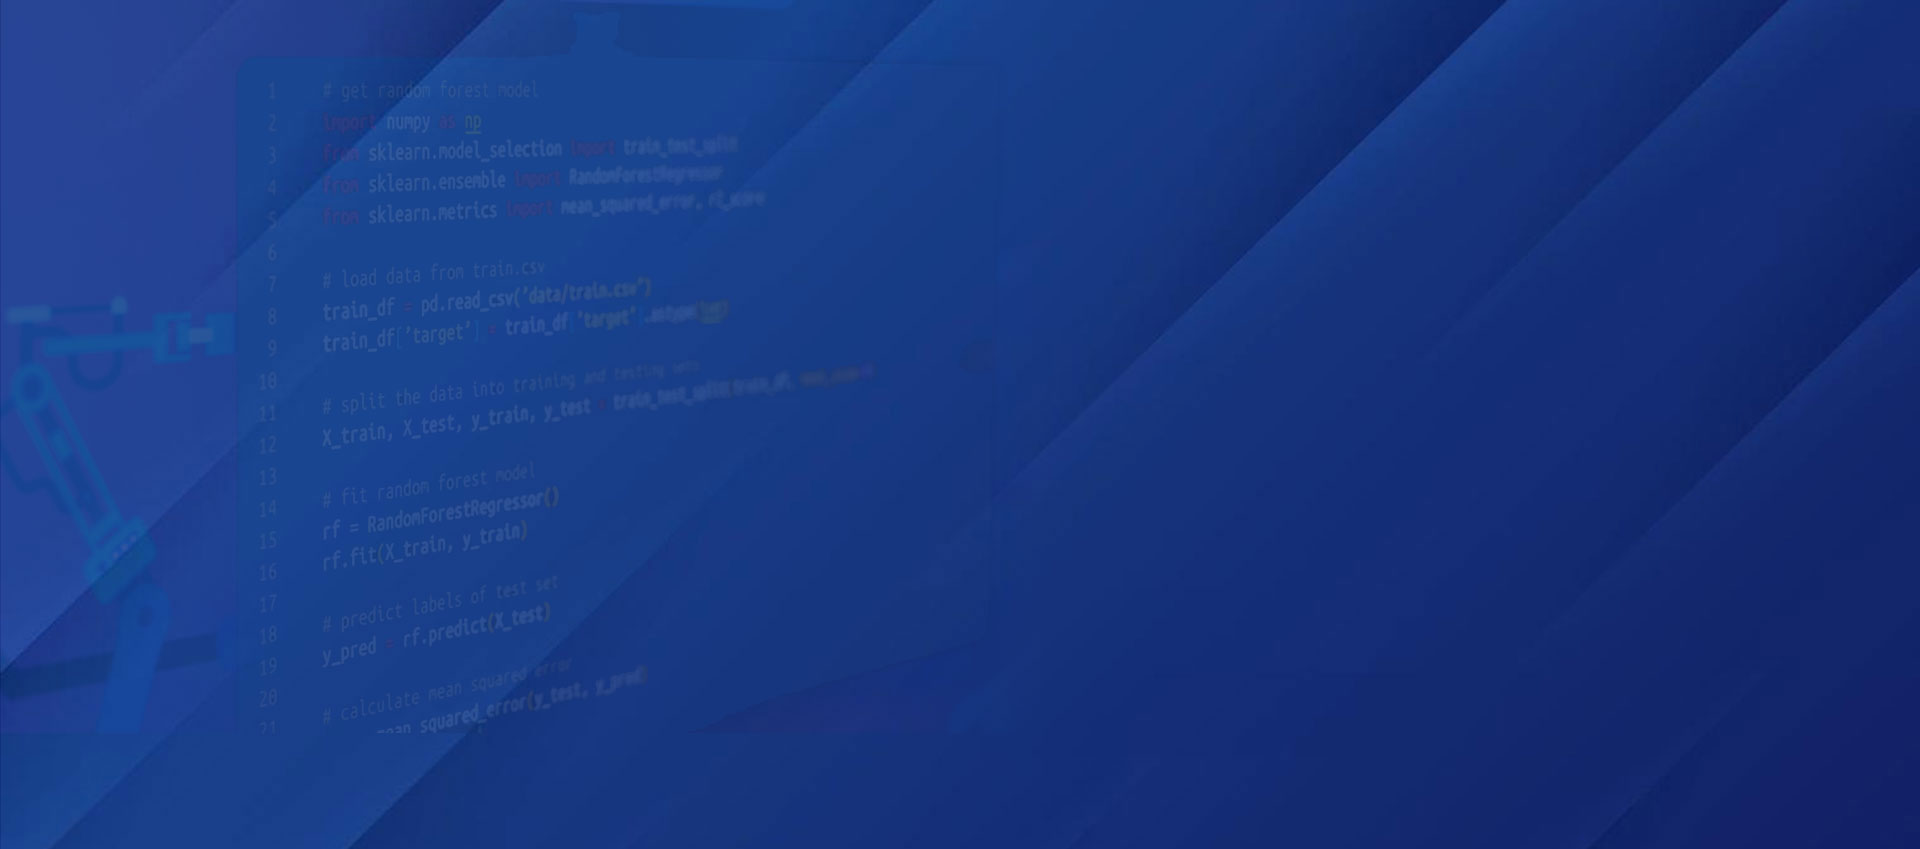 1 # get random forest model
2 import numpy as np
3 from sklearn.model_selection import train_test_split
4 from sklearn.ensemble import RandomForestRegressor
5 from sklearn.metrics import mean_squared_error, r2_score
6
7 # load data from train.csv
8 train_df = pd.read_csv('data/train.csv')
9 train_df['target'] = train_df['target'].astype(
10
11 # split the data into training and testing sets
12 X_train, X_test, y_train, y_test = train_test_split(train_df,
13
14 # fit random forest model
15 rf = RandomForestRegressor()
16 rf.fit(X_train, y_train)
17
18 # predict labels of test set
19 y_pred = rf.predict(X_test)
20
21 # calculate mean squared error
mean_squared_error(y_test, y_pred)